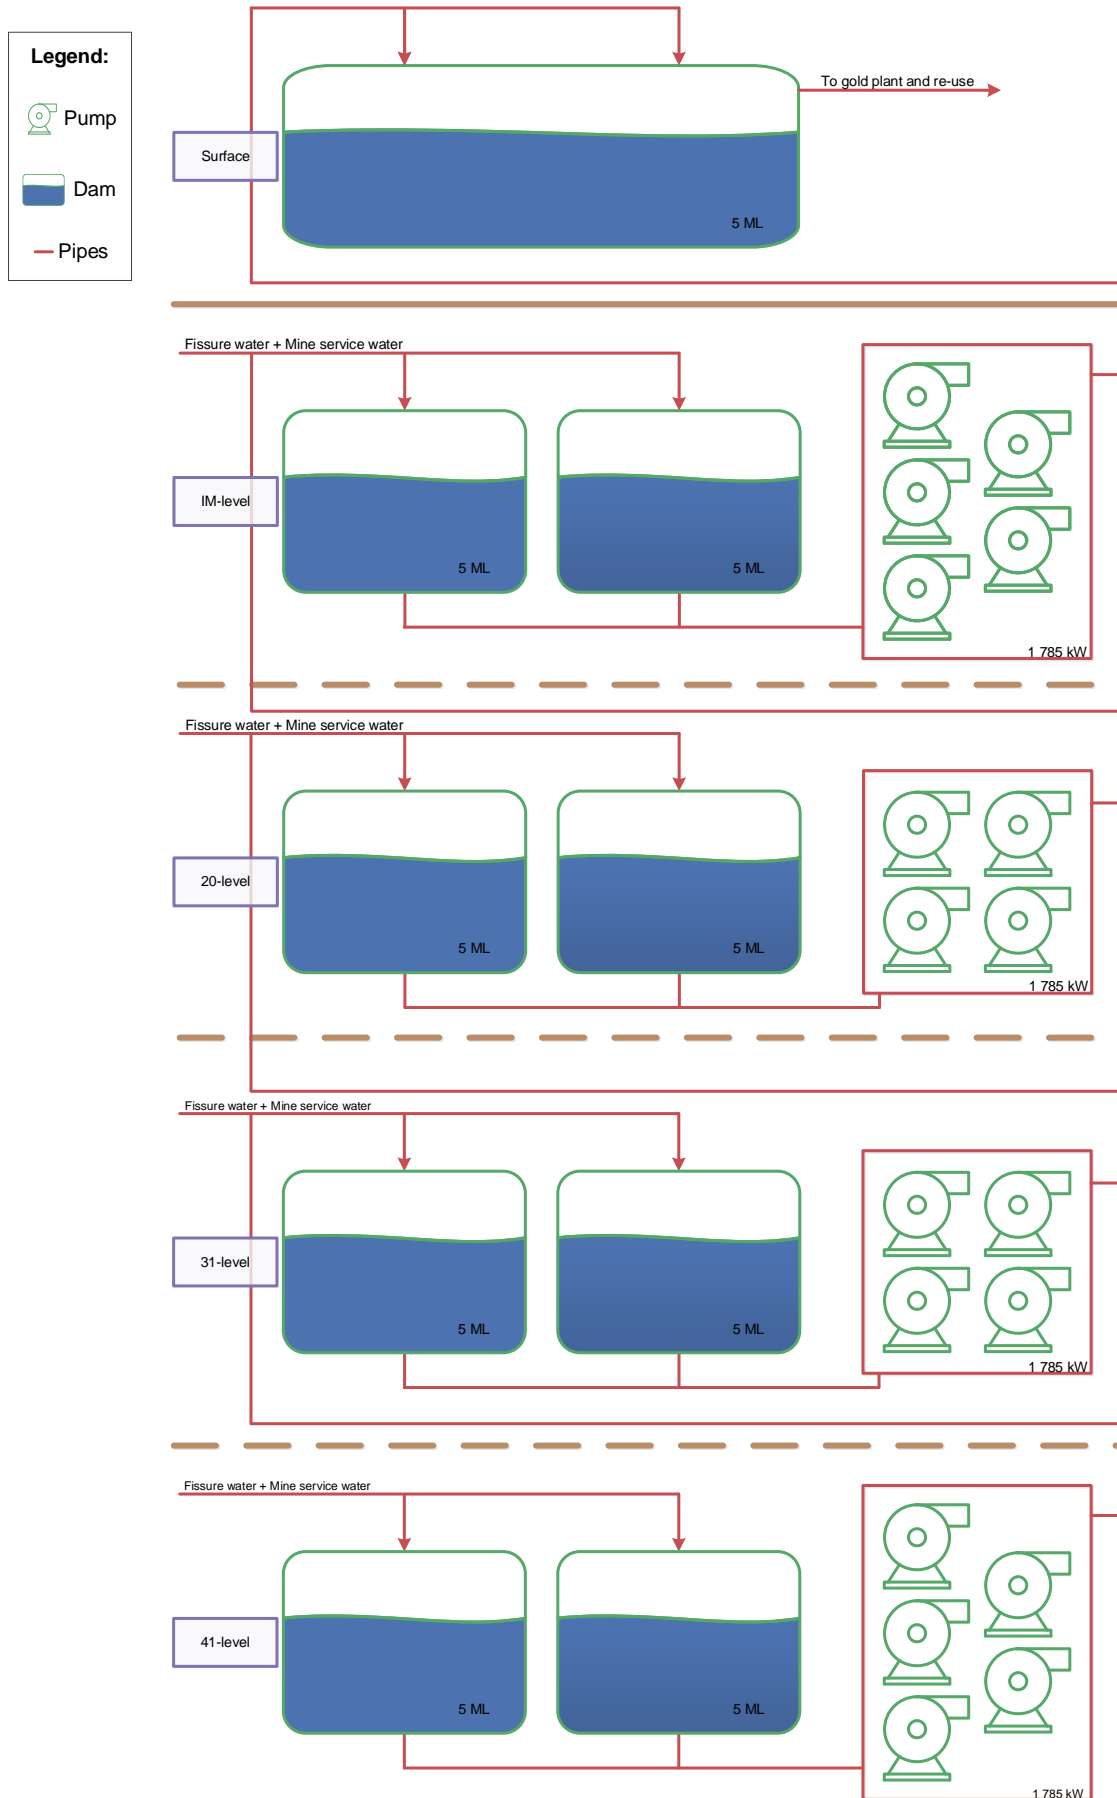 Legend:
Pump
Dam
Pipes
To gold plant and re-use
Surface
5 ML
Fissure water + Mine service water
IM-level
5 ML
5 ML
1 785 kW
Fissure water + Mine service water
20-level
5 ML
5 ML
1 785 kW
Fissure water + Mine service water
31-level
5 ML
5 ML
1 785 kW
Fissure water + Mine service water
41-level
5 ML
5 ML
1 785 kW